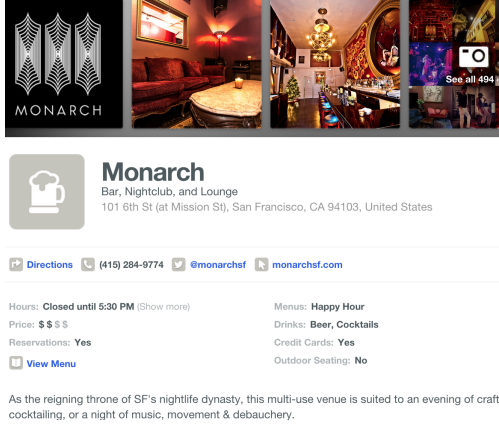 MONARCH
See all 494
Monarch
Bar, Nightclub, and Lounge
101 6th St (at Mission St), San Francisco, CA 94103, United States
Directions (415) 284-9774 @monarchsf monarchsf.com
Hours: Closed until 5:30 PM (Show more)
Menus: Happy Hour
Price: $ $ $ $
Drinks: Beer, Cocktails
Reservations: Yes
Credit Cards: Yes
View Menu
Outdoor Seating: No
As the reigning throne of SF's nightlife dynasty, this multi-use venue is suited to an evening of craft
cocktailing, or a night of music, movement & debauchery.